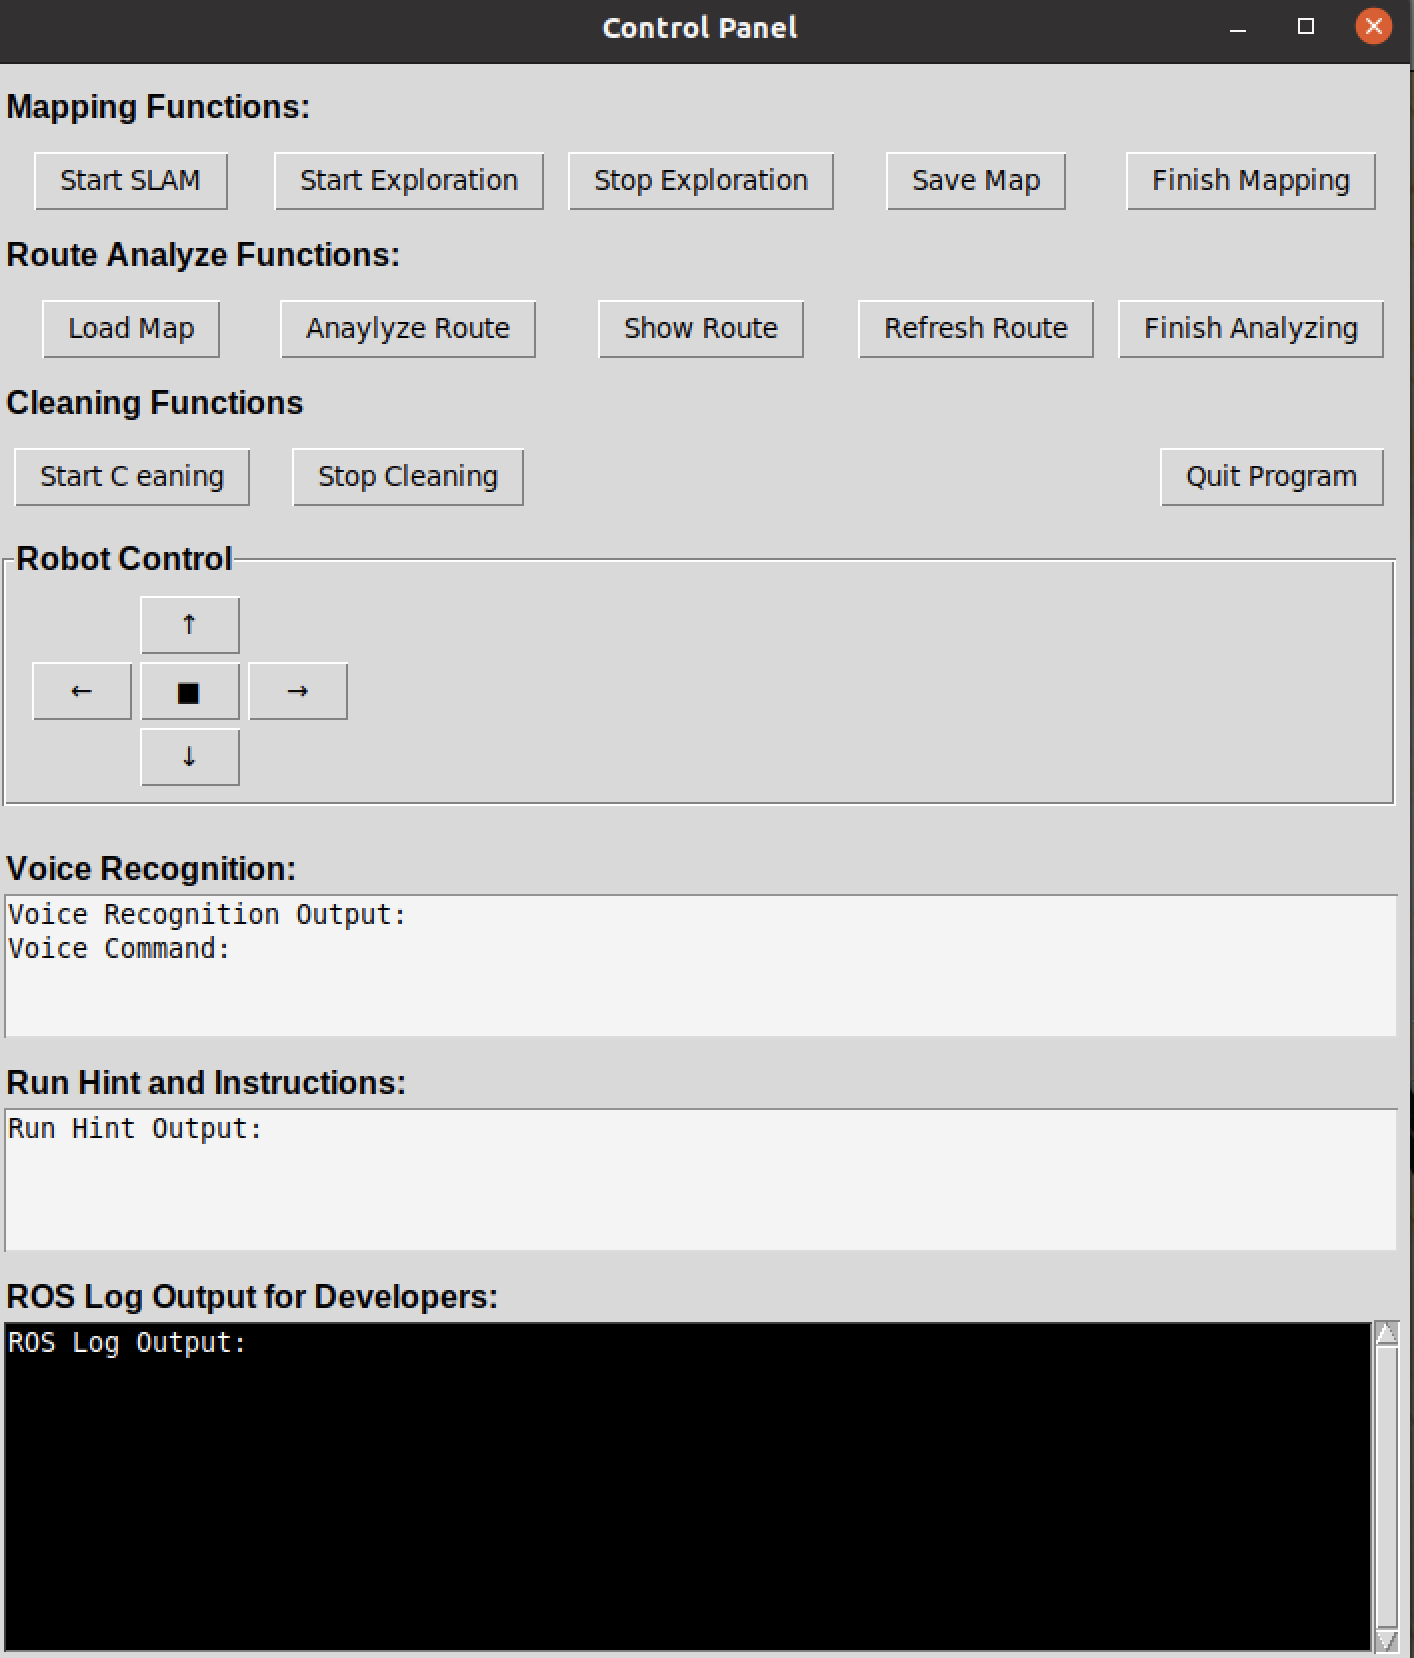 Control Panel
Mapping Functions:
Start SLAM Start Exploration Stop Exploration Save Map Finish Mapping
Route Analyze Functions:
Load Map Anaylyze Route Show Route Refresh Route Finish Analyzing
Cleaning Functions
Start C eaning Stop Cleaning Quit Program
Robot Control
↑
← ■ →
↓
Voice Recognition:
Voice Recognition Output:
Voice Command:
Run Hint and Instructions:
Run Hint Output:
ROS Log Output for Developers:
ROS Log Output: